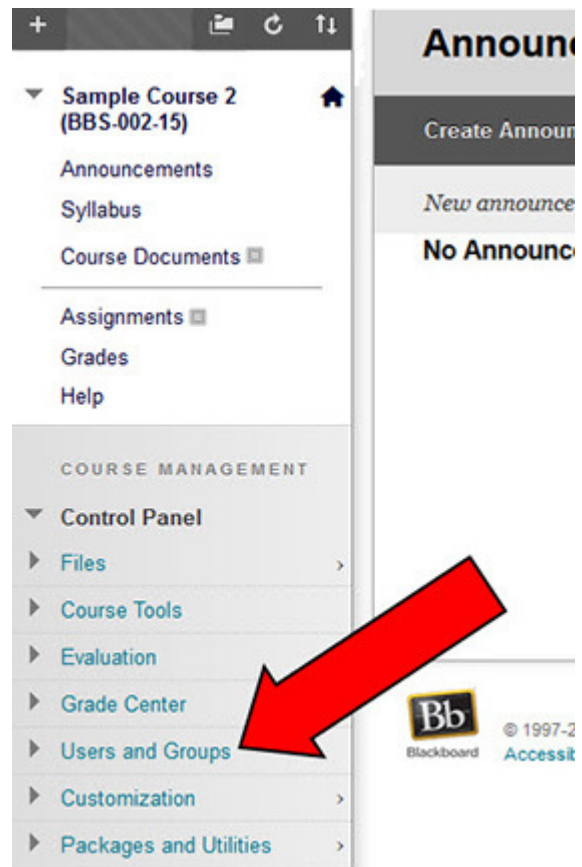 Sample Course 2
(BBS-002-15)
Announcements
Syllabus
Course Documents
Assignments
Grades
Help
COURSE MANAGEMENT
Control Panel
Files
Course Tools
Evaluation
Grade Center
Users and Groups
Customization
Packages and Utilities
Announc
Create Announ
New announce
No Announc
Bb
Blackboard
© 1997-2
Accessib